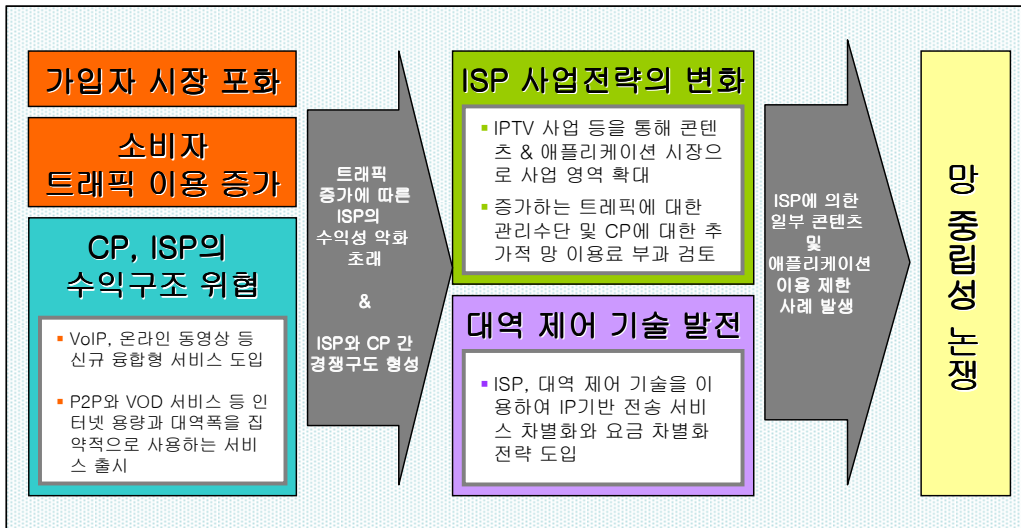 가입자 시장 포화
소비자
트래픽 이용 증가
CP, ISP의
수익구조 위협
▪ VoIP, 온라인 동영상 등
신규 융합형 서비스 도입
▪ P2P와 VOD 서비스 등 인
터넷 용량과 대역폭을 집
약적으로 사용하는 서비
스 출시
트래픽
증가에 따른
ISP의
수익성 악화
초래
&
ISP와 CP 간
경쟁구도 형성
ISP 사업전략의 변화
▪ IPTV 사업 등을 통해 콘텐
츠 & 애플리케이션 시장으
로 사업 영역 확대
▪ 증가하는 트레픽에 대한
관리수단 및 CP에 대한 추
가적 망 이용료 부과 검토
대역 제어 기술 발전
▪ ISP, 대역 제어 기술을 이
용하여 IP기반 전송 서비
스 차별화와 요금 차별화
전략 도입
ISP에 의한
일부 콘텐츠
및
애플리케이션
이용 제한
사례 발생
망 중립성 논쟁